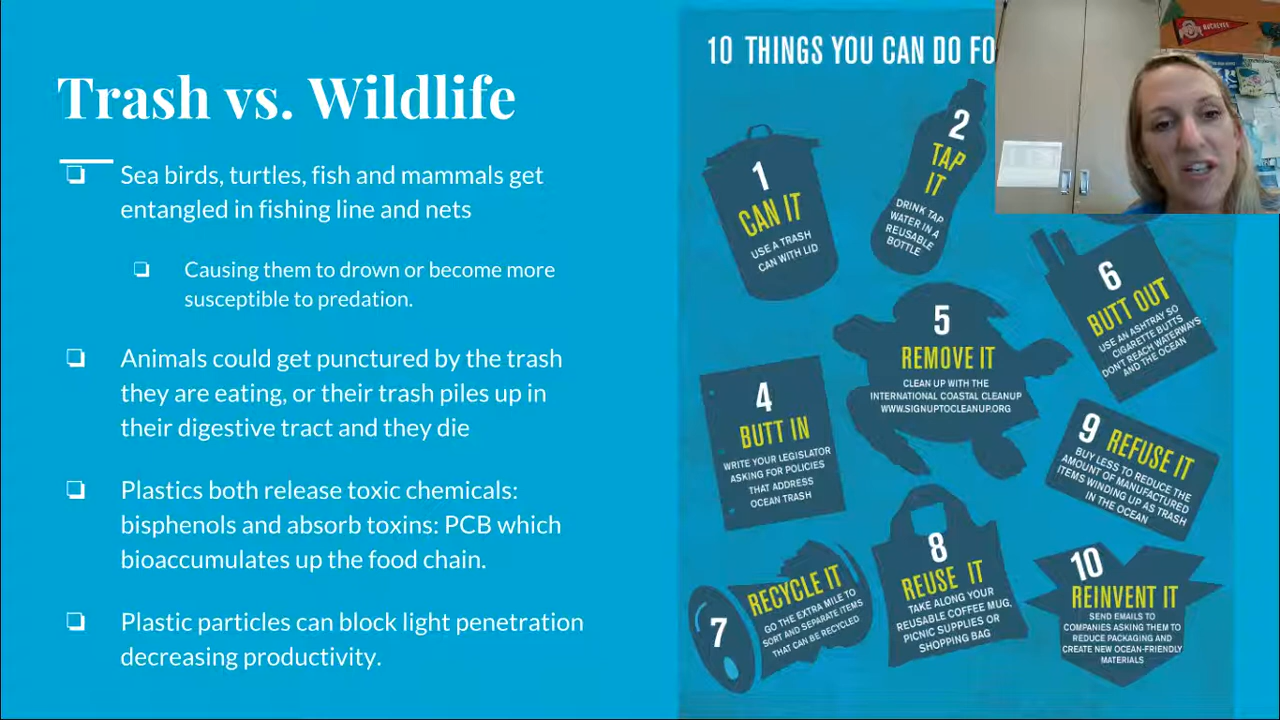 Trash vs. Wildlife
Sea birds, turtles, fish and mammals get
entangled in fishing line and nets
Causing them to drown or become more
susceptible to predation.
Animals could get punctured by the trash
they are eating, or their trash piles up in
their digestive tract and they die
Plastics both release toxic chemicals:
bisphenols and absorb toxins: PCB which
bioaccumulates up the food chain.
Plastic particles can block light penetration
decreasing productivity.
10 THINGS YOU CAN DO FO
1
CAN IT
USE A TRASH
CAN WITH LID
2
TAP
IT
DRINK TAP
WATER IN A
REUSABLE
BOTTLE
4
BUTT IN
WRITE YOUR LEGISLATOR
ASKING FOR POLICIES
THAT ADDRESS
OCEAN TRASH
5
REMOVE IT
CLEAN UP WITH THE
INTERNATIONAL COASTAL CLEANUP
WWW.SIGNUPTOCLEANUP.ORG
6
BUTT OUT
USE AN ASHTRAY SO
CIGARETTE BUTTS
DON'T REACH WATERWAYS
AND THE OCEAN
7
RECYCLE IT
GO THE EXTRA MILE TO
SORT AND SEPARATE ITEMS
THAT CAN BE RECYCLED
8
REUSE IT
TAKE ALONG YOUR
REUSABLE COFFEE MUG,
PICNIC SUPPLIES OR
SHOPPING BAG
9 REFUSE IT
BUY LESS TO REDUCE THE
AMOUNT OF MANUFACTURED
ITEMS WINDING UP AS TRASH
IN THE OCEAN
10
REINVENT IT
SEND EMAILS TO
COMPANIES ASKING THEM TO
REDUCE PACKAGING AND
CREATE NEW OCEAN-FRIENDLY
MATERIALS
BUCKEYES